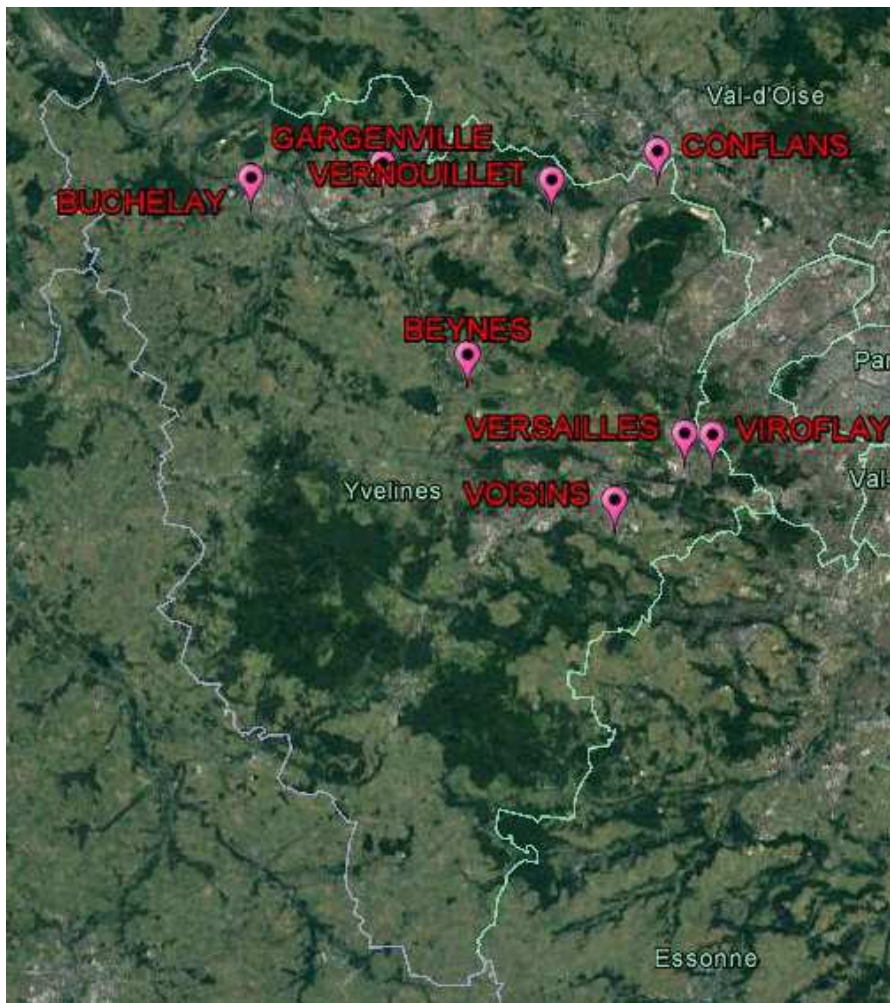 Val-d'Oise
GARGENVILLE
CONFLANS
VERNOUILLET
BUCHELAY
BEYNES
Par
VERSAILLES
VIROFLAY
Yvelines
VOISINS
Val-
Essonne